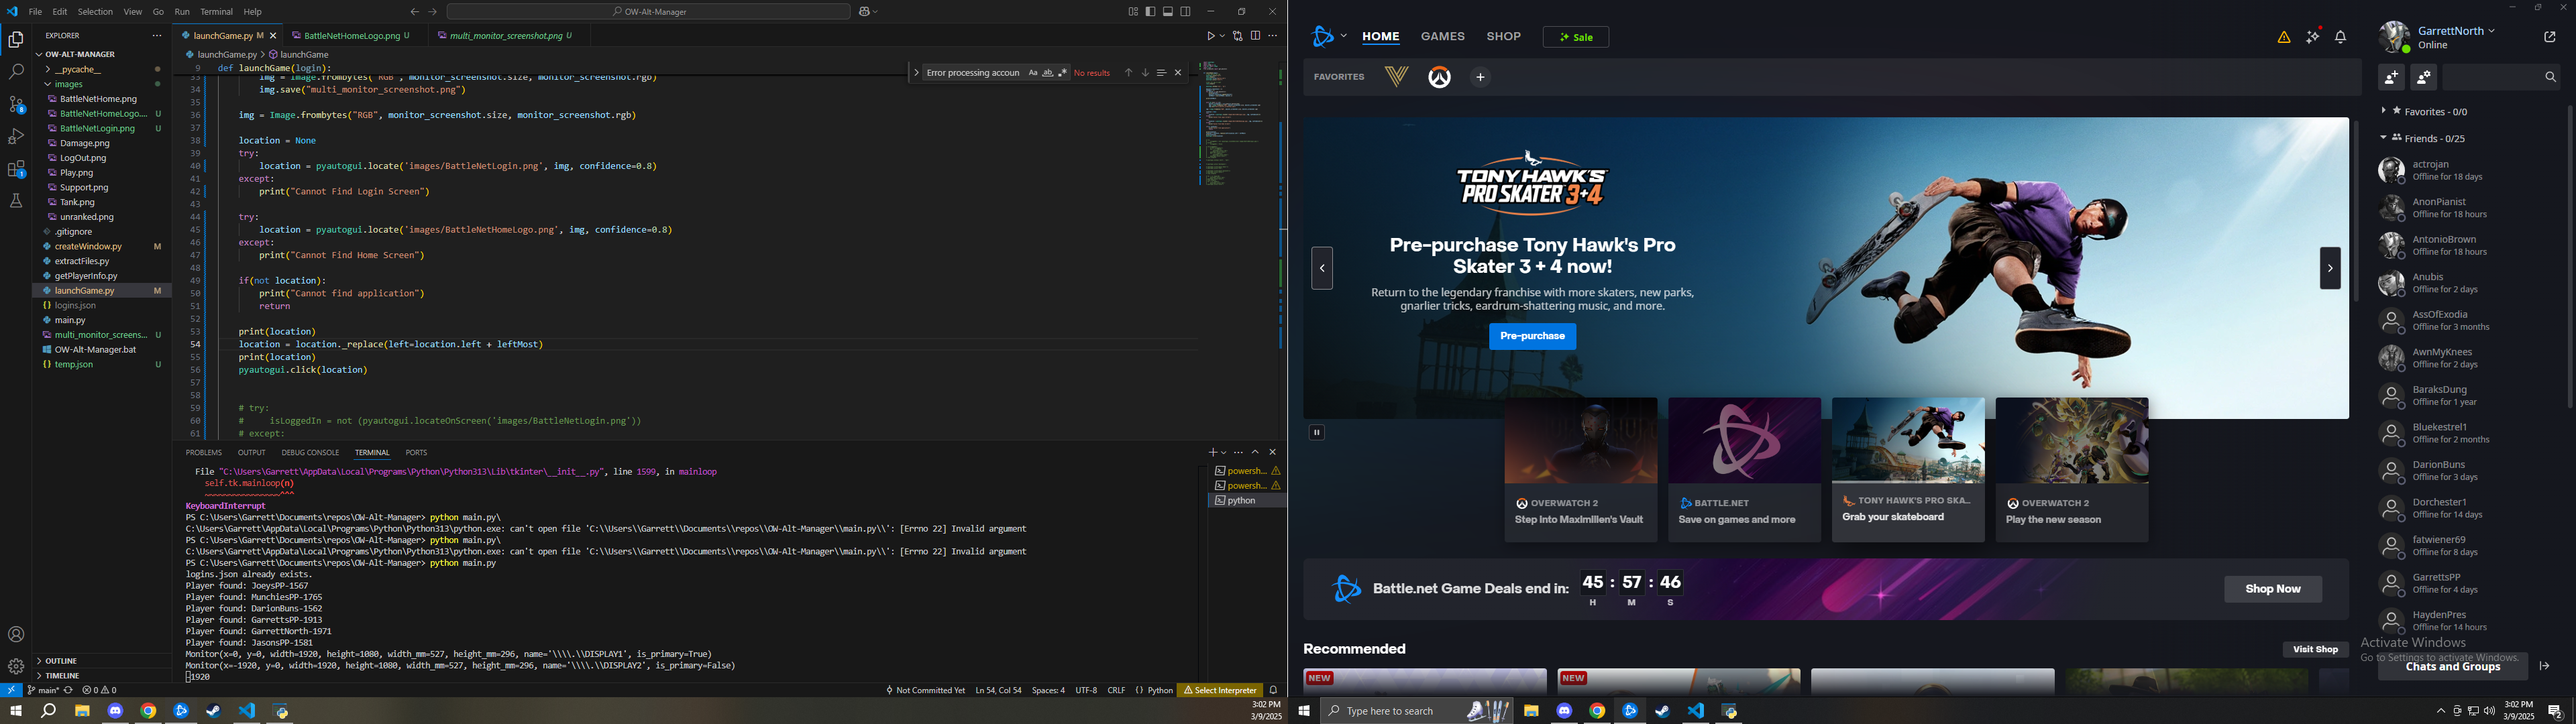 File Edit Selection View Go Run Terminal Help
OW-Alt-Manager
EXPLORER
OW-ALT-MANAGER
__pycache__
images
BattleNetHome.png
BattleNetHomeLogo.... U
BattleNetLogin.png U
Damage.png
LogOut.png
Play.png
Support.png
Tank.png
unranked.png
.gitignore
createWindow.py M
extractFiles.py
getPlayerInfo.py
launchGame.py M
logins.json
main.py
multi_monitor_screens... U
OW-Alt-Manager.bat
temp.json U
OUTLINE
TIMELINE
launchGame.py M
BattleNetHomeLogo.png U
multi_monitor_screenshot.png U
launchGame.py > launchGame
Error processing accoun
No results
9 def launchGame(login):
33 img = Image.frombytes("RGB", monitor_screenshot.size, monitor_screenshot.rgb)
34 img.save("multi_monitor_screenshot.png")
35
36 img = Image.frombytes("RGB", monitor_screenshot.size, monitor_screenshot.rgb)
37
38 location = None
39 try:
40 location = pyautogui.locate('images/BattleNetLogin.png', img, confidence=0.8)
41 except:
42 print("Cannot Find Login Screen")
43
44 try:
45 location = pyautogui.locate('images/BattleNetHomeLogo.png', img, confidence=0.8)
46 except:
47 print("Cannot Find Home Screen")
48
49 if(not location):
50 print("Cannot find application")
51 return
52
53 print(location)
54 location = location._replace(left=location.left + leftMost)
55 print(location)
56 pyautogui.click(location)
57
58
59 # try:
60 # isLoggedIn = not (pyautogui.locateOnScreen('images/BattleNetLogin.png'))
61 # except:
PROBLEMS OUTPUT DEBUG CONSOLE TERMINAL PORTS
powersh...
powersh...
python
File "C:\Users\Garrett\AppData\Local\Programs\Python\Python313\Lib\tkinter\__init__.py", line 1599, in mainloop
self.tk.mainloop(n)
~~~~~~~~~~~~~~~~^^^
KeyboardInterrupt
PS C:\Users\Garrett\Documents\repos\OW-Alt-Manager> python main.py\
C:\Users\Garrett\AppData\Local\Programs\Python\Python313\python.exe: can't open file 'C:\\Users\\Garrett\\Documents\\repos\\OW-Alt-Manager\\main.py\\': [Errno 22] Invalid argument
PS C:\Users\Garrett\Documents\repos\OW-Alt-Manager> python main.py\
C:\Users\Garrett\AppData\Local\Programs\Python\Python313\python.exe: can't open file 'C:\\Users\\Garrett\\Documents\\repos\\OW-Alt-Manager\\main.py\\': [Errno 22] Invalid argument
PS C:\Users\Garrett\Documents\repos\OW-Alt-Manager> python main.py
logins.json already exists.
Player found: JoeysPP-1567
Player found: MunchiesPP-1765
Player found: DarionBuns-1562
Player found: GarrettsPP-1913
Player found: GarrettNorth-1971
Player found: JasonsPP-1581
Monitor(x=0, y=0, width=1920, height=1080, width_mm=527, height_mm=296, name='\\\\.\\DISPLAY1', is_primary=True)
Monitor(x=-1920, y=0, width=1920, height=1080, width_mm=527, height_mm=296, name='\\\\.\\DISPLAY2', is_primary=False)
1920
main* 0 0 Not Committed Yet Ln 54, Col 54 Spaces: 4 UTF-8 CRLF { } Python Select Interpreter
3:02 PM
3/9/2025
HOME GAMES SHOP Sale
FAVORITES
TONY HAWK'S
PRO SKATER 3+4
Pre-purchase Tony Hawk's Pro
Skater 3 + 4 now!
Return to the legendary franchise with more skaters, new parks,
gnarlier tricks, eardrum-shattering music, and more.
Pre-purchase
OVERWATCH 2
Step Into Maximilien's Vault
BATTLE.NET
Save on games and more
TONY HAWK'S PRO SKA...
Grab your skateboard
OVERWATCH 2
Play the new season
Battle.net Game Deals end in: 45 : 57 : 46
H M S
Shop Now
Recommended
Visit Shop
NEW
NEW
GarrettNorth
Online
Favorites - 0/0
Friends - 0/25
actrojan
Offline for 18 days
AnonPianist
Offline for 18 hours
AntonioBrown
Offline for 18 hours
Anubis
Offline for 2 days
AssOfExodia
Offline for 3 months
AwnMyKnees
Offline for 2 days
BaraksDung
Offline for 1 year
Bluekestrel1
Offline for 2 months
DarionBuns
Offline for 3 days
Dorchester1
Offline for 14 days
fatwiener69
Offline for 8 days
GarrettsPP
Offline for 4 days
HaydenPres
Offline for 14 hours
Activate Windows
Go to Settings to activate Windows.
Chats and Groups
Type here to search
3:02 PM
3/9/2025
2